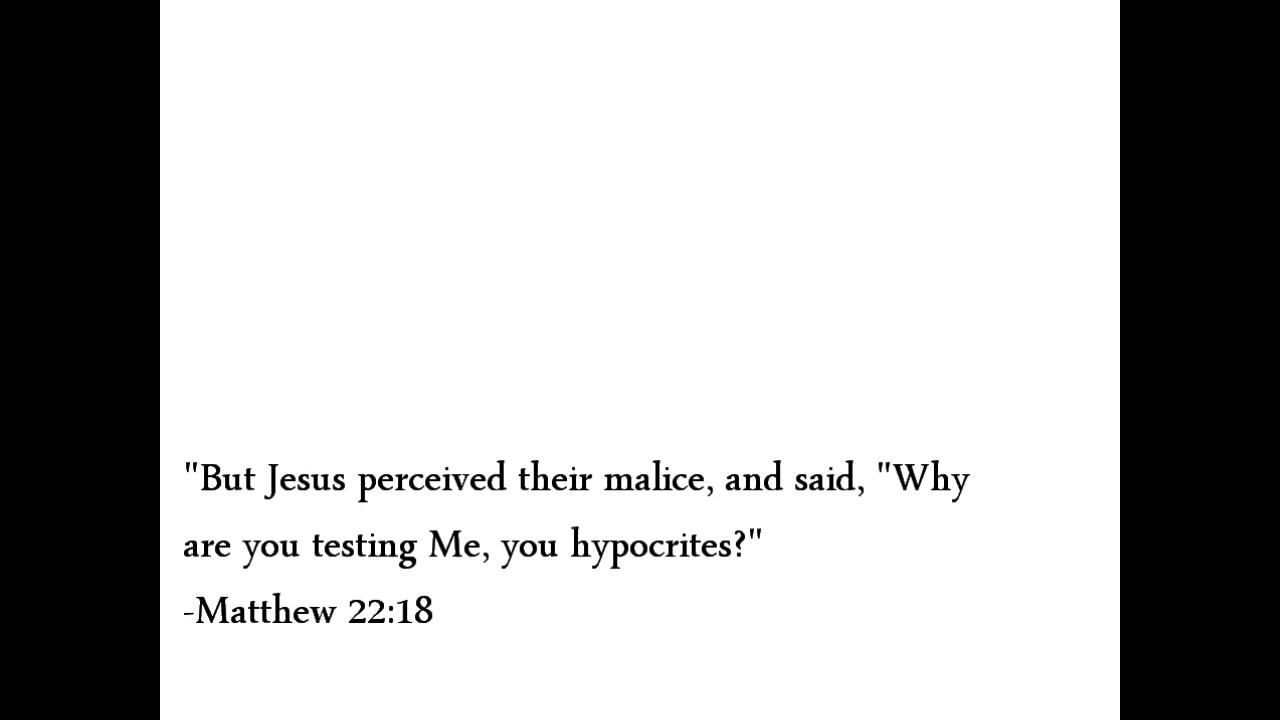 "But Jesus perceived their malice, and said, "Why
are you testing Me, you hypocrites?"
-Matthew 22:18